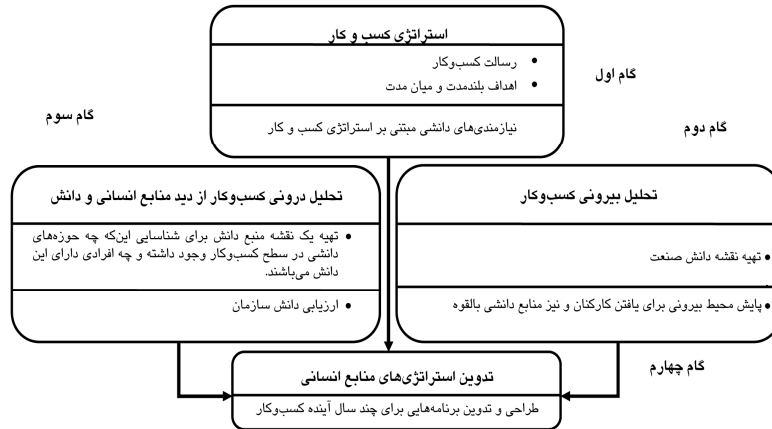 استراتژی کسب و کار
• رسالت کسب‌وکار
• اهداف بلندمدت و میان مدت
نیازمندی‌های دانشی مبتنی بر استراتژی کسب و کار
گام اول
گام دوم
گام سوم
تحلیل بیرونی کسب‌وکار
• تهیه نقشه دانش صنعت
• پایش محیط بیرونی برای یافتن کارکنان و نیز منابع دانشی بالقوه
تحلیل درونی کسب‌وکار از دید منابع انسانی و دانش
• تهیه یک نقشه منبع دانش برای شناسایی این‌که چه حوزه‌های
دانشی در سطح کسب‌وکار وجود داشته و چه افرادی دارای این
دانش می‌باشند.
• ارزیابی دانش سازمان
گام چهارم
تدوین استراتژی‌های منابع انسانی
طراحی و تدوین برنامه‌هایی برای چند سال آینده کسب‌وکار